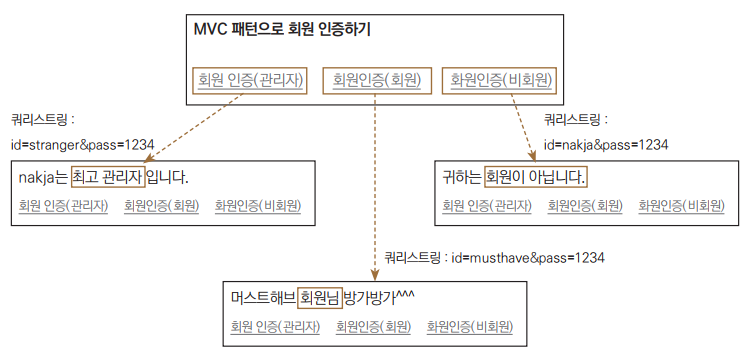 MVC 패턴으로 회원 인증하기
회원 인증(관리자) 회원인증(회원) 화원인증(비회원)
쿼리스트링 :
id=stranger&pass=1234
쿼리스트링 :
id=nakja&pass=1234
nakja는 최고 관리자 입니다.
회원 인증(관리자) 회원인증(회원) 화원인증(비회원)
귀하는 회원이 아닙니다.
회원 인증(관리자) 회원인증(회원) 화원인증(비회원)
쿼리스트링 : id=musthave&pass=1234
머스트해브 회원님 방가방가^^^
회원 인증(관리자) 회원인증(회원) 화원인증(비회원)